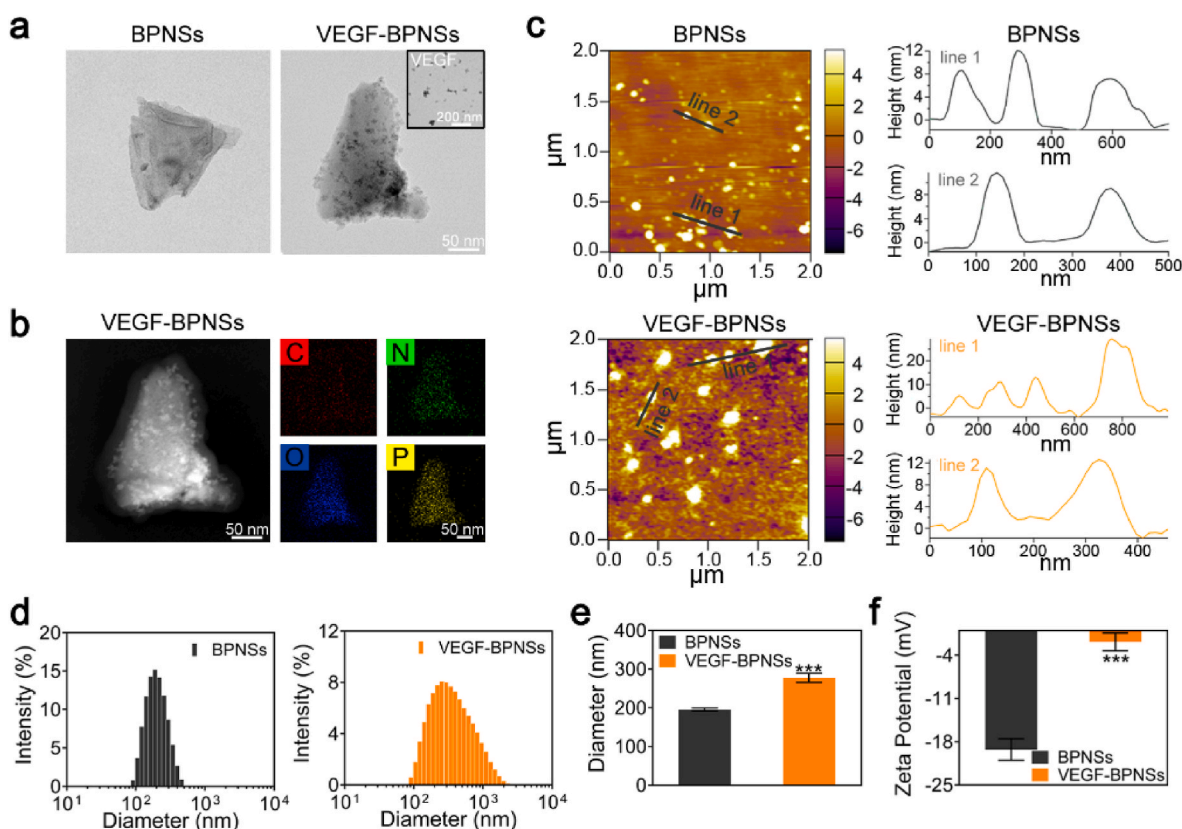 a
BPNSs
VEGF-BPNSs
VEGF
200 nm
50 nm
b
VEGF-BPNSs
50 nm
C
N
O
P
50 nm
c
BPNSs
2.0
1.5
1.0
0.5
0.0
µm
0.0 0.5 1.0 1.5 2.0
µm
line 2
line 1
4
2
0
-2
-4
-6
BPNSs
line 1
Height (nm)
12
8
4
0
0 200 400 600
nm
line 2
Height (nm)
12
8
4
0
0 100 200 300 400 500
nm
VEGF-BPNSs
2.0
1.5
1.0
0.5
0.0
µm
0.0 0.5 1.0 1.5 2.0
µm
line
line 2
4
2
0
-2
-4
-6
VEGF-BPNSs
line 1
Height (nm)
20
10
0
0 200 400 600 800
nm
line 2
Height (nm)
12
8
4
0
0 100 200 300 400
nm
d
BPNSs
Intensity (%)
20
15
10
5
0
10¹ 10² 10³ 10⁴
Diameter (nm)
VEGF-BPNSs
Intensity (%)
12
8
4
0
10¹ 10² 10³ 10⁴
Diameter (nm)
e
BPNSs
VEGF-BPNSs
***
Diameter (nm)
400
300
200
100
0
f
Zeta Potential (mV)
-4
-11
-18
-25
***
BPNSs
VEGF-BPNSs